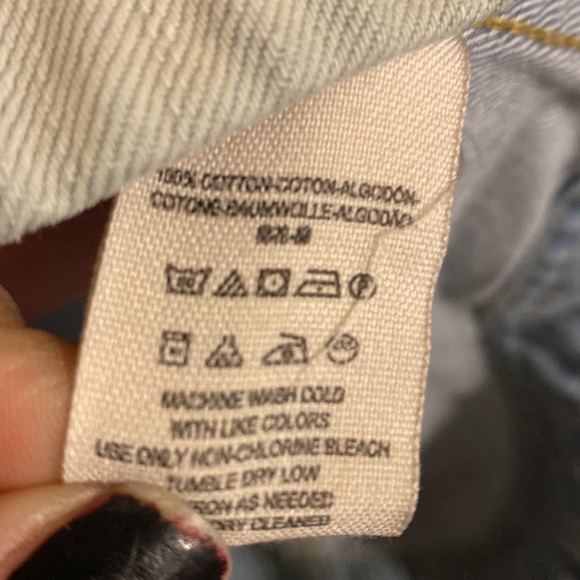 100% COTTON-COTON-ALGODÓN-
COTONE-BAUMWOLLE-ALGODÃO
MACHINE WASH COLD
WITH LIKE COLORS
USE ONLY NON-CHLORINE BLEACH
TUMBLE DRY LOW
IRON AS NEEDED
DRY CLEANED